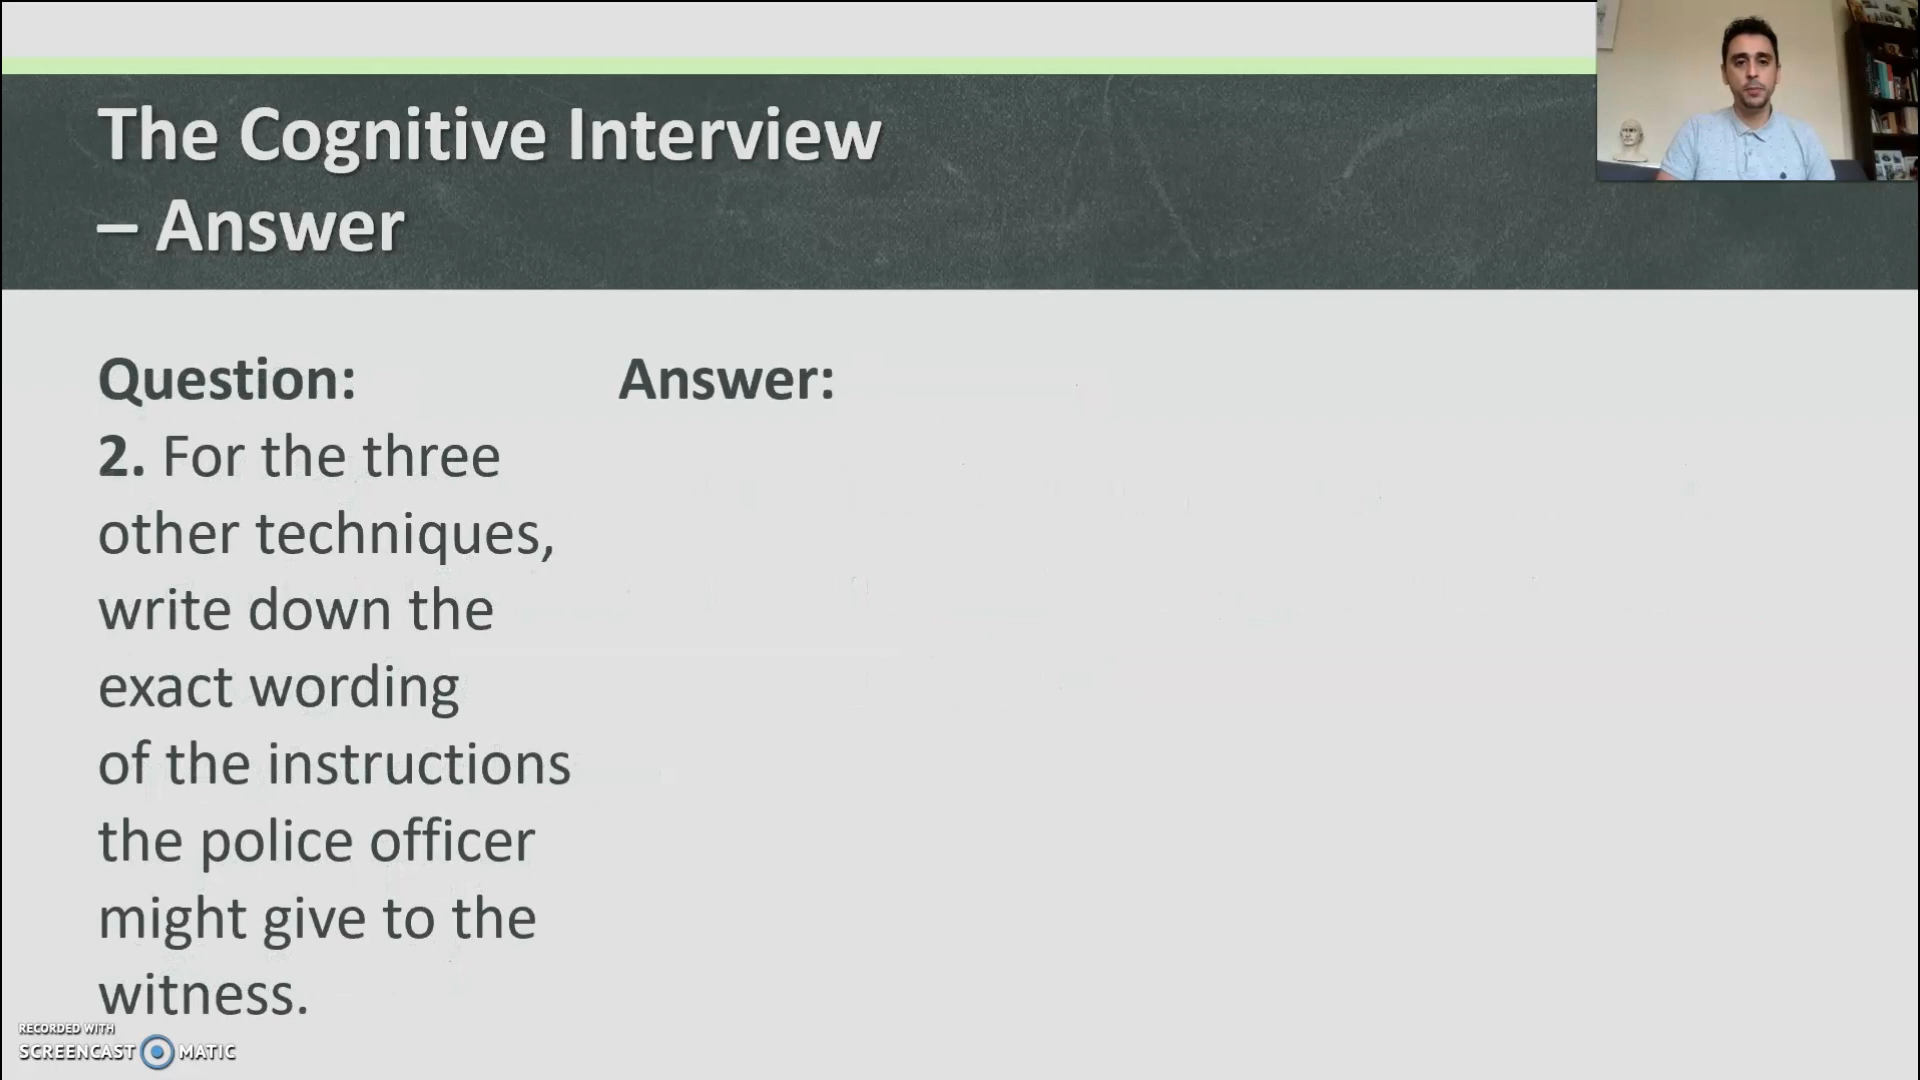 The Cognitive Interview
– Answer
Question:
2. For the three
other techniques,
write down the
exact wording
of the instructions
the police officer
might give to the
witness.
Answer:
RECORDED WITH
SCREENCAST MATIC